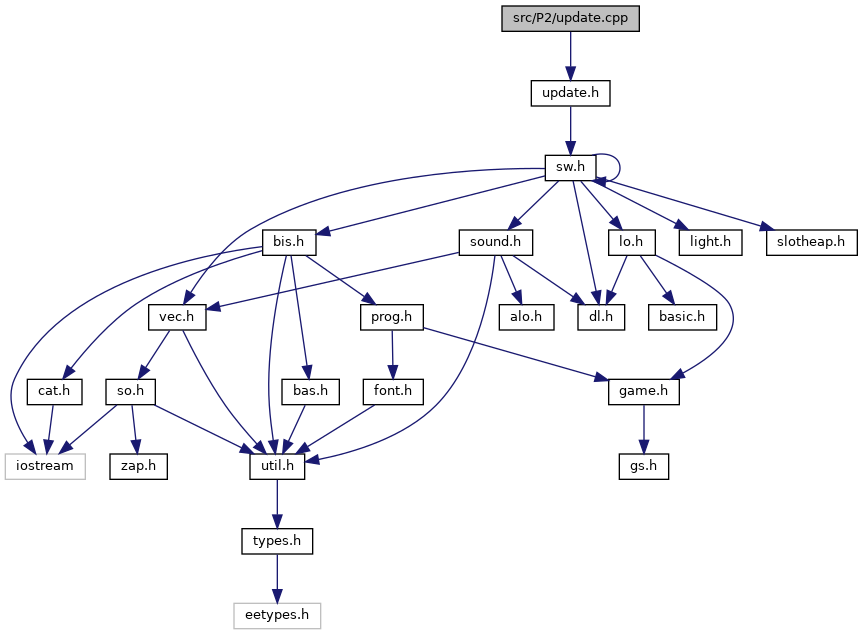 src/P2/update.cpp
update.h
sw.h
bis.h
sound.h
lo.h
light.h
slotheap.h
vec.h
prog.h
alo.h
dl.h
basic.h
cat.h
so.h
bas.h
font.h
game.h
iostream
zap.h
util.h
gs.h
types.h
eetypes.h